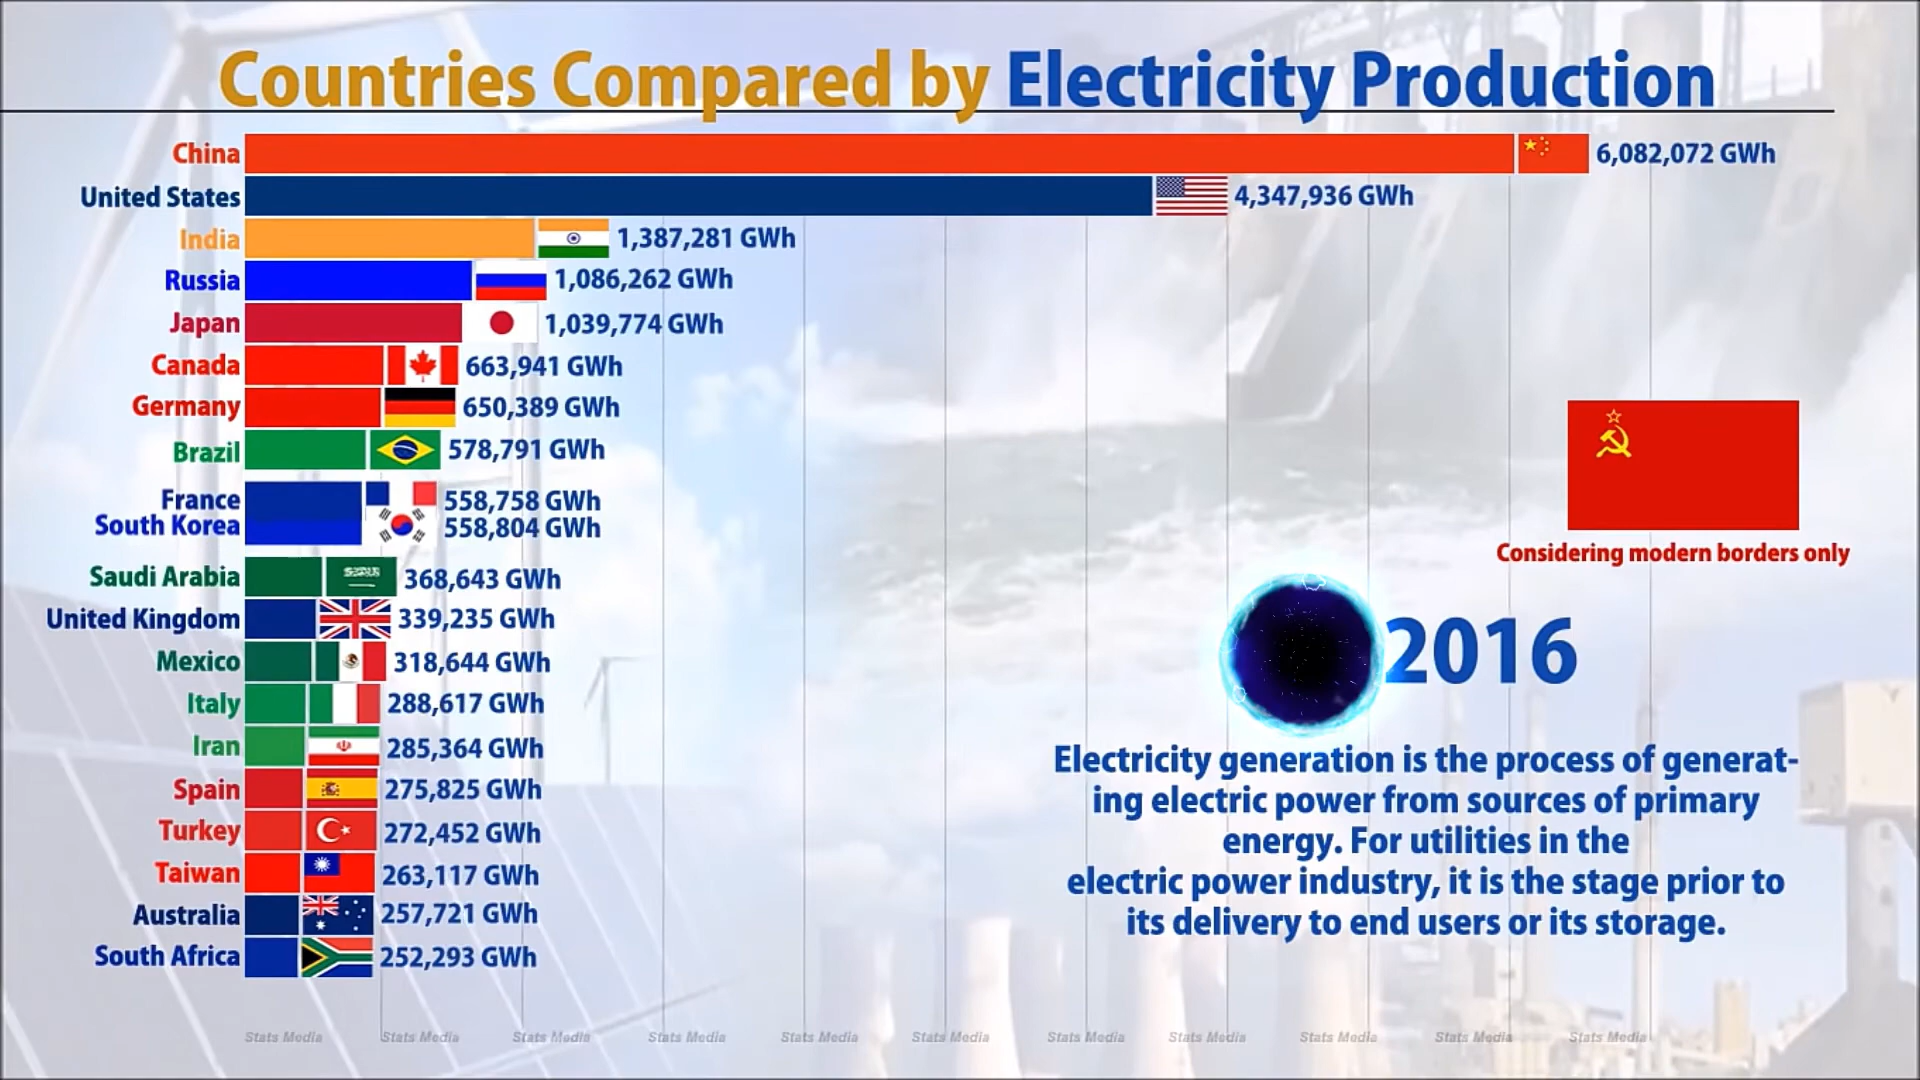 Countries Compared by Electricity Production
China 6,082,072 GWh
United States 4,347,936 GWh
India 1,387,281 GWh
Russia 1,086,262 GWh
Japan 1,039,774 GWh
Canada 663,941 GWh
Germany 650,389 GWh
Brazil 578,791 GWh
France 558,758 GWh
South Korea 558,804 GWh
Saudi Arabia 368,643 GWh
United Kingdom 339,235 GWh
Mexico 318,644 GWh
Italy 288,617 GWh
Iran 285,364 GWh
Spain 275,825 GWh
Turkey 272,452 GWh
Taiwan 263,117 GWh
Australia 257,721 GWh
South Africa 252,293 GWh
Considering modern borders only
2016
Electricity generation is the process of generat-
ing electric power from sources of primary
energy. For utilities in the
electric power industry, it is the stage prior to
its delivery to end users or its storage.
Stats Media Stats Media Stats Media Stats Media Stats Media Stats Media Stats Media Stats Media Stats Media Stats Media Stats Media